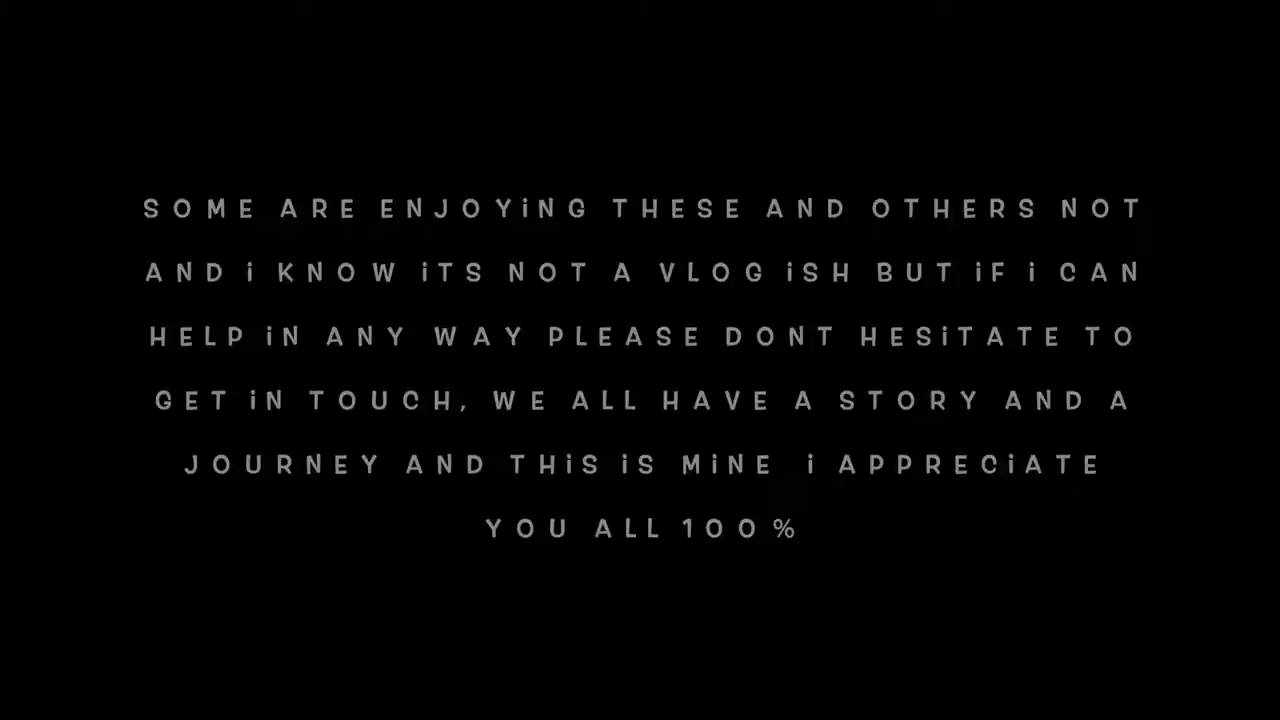 SOME ARE ENJOYiNG THESE AND OTHERS NOT
AND i KNOW iTS NOT A VLOG iSH BUT iF i CAN
HELP iN ANY WAY PLEASE DONT HESiTATE TO
GET iN TOUCH, WE ALL HAVE A STORY AND A
JOURNEY AND THiS iS MiNE i APPRECiATE
YOU ALL 100%